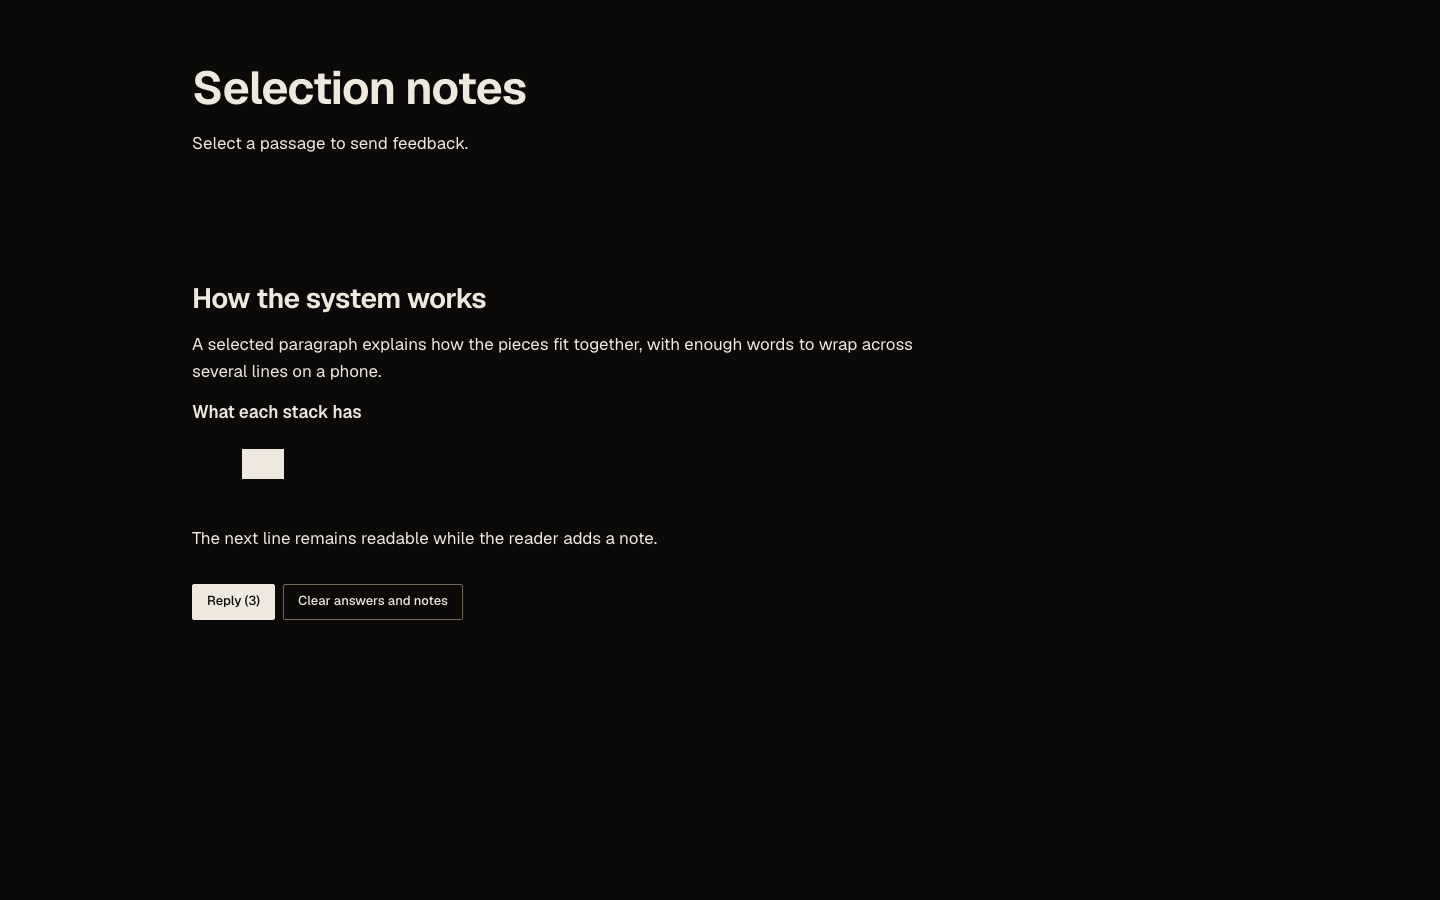 Selection notes
Select a passage to send feedback.
How the system works
A selected paragraph explains how the pieces fit together, with enough words to wrap across
several lines on a phone.
What each stack has
The next line remains readable while the reader adds a note.
Reply (3)
Clear answers and notes